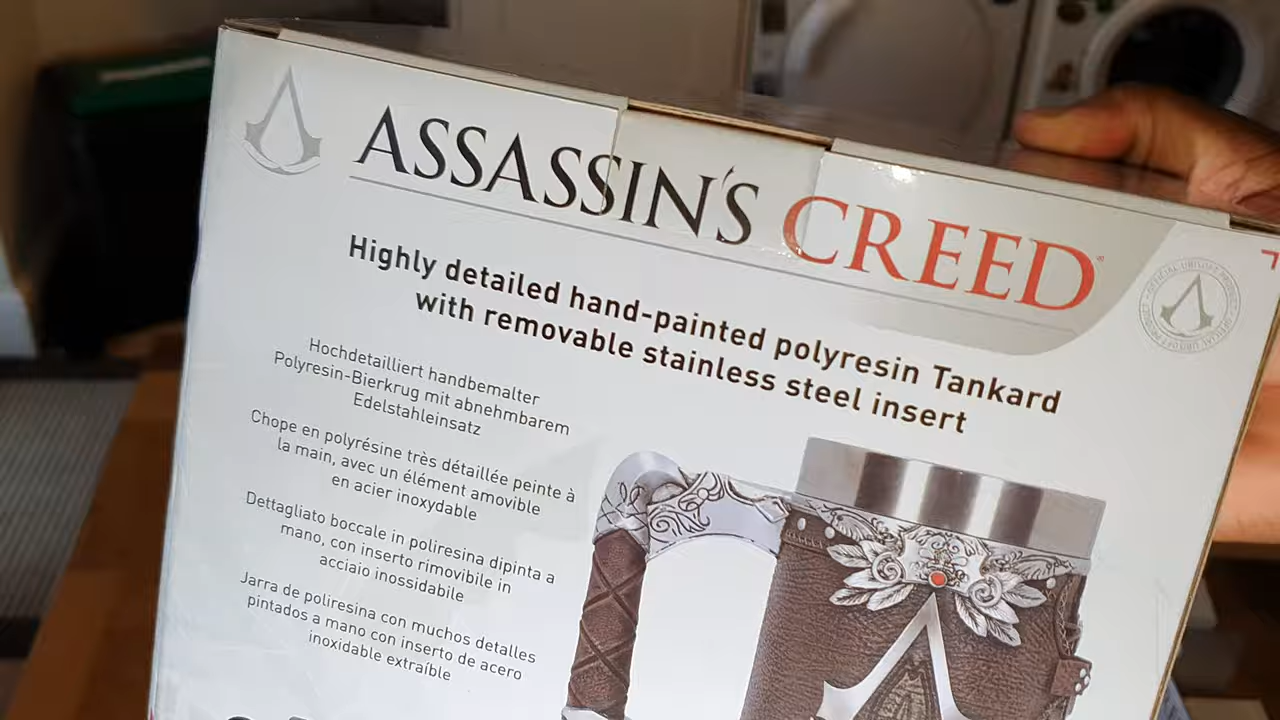 ASSASSIN'S CREED
Highly detailed hand-painted polyresin Tankard
with removable stainless steel insert
Hochdetailliert handbemalter
Polyresin-Bierkrug mit abnehmbarem
Edelstahleinsatz
Chope en polyrésine très détaillée peinte à
la main, avec un élément amovible
en acier inoxydable
Dettagliato boccale in poliresina dipinta a
mano, con inserto rimovibile in
acciaio inossidabile
Jarra de poliresina con muchos detalles
pintados a mano con inserto de acero
inoxidable extraíble
OFFICIAL UBISOFT PRODUCT